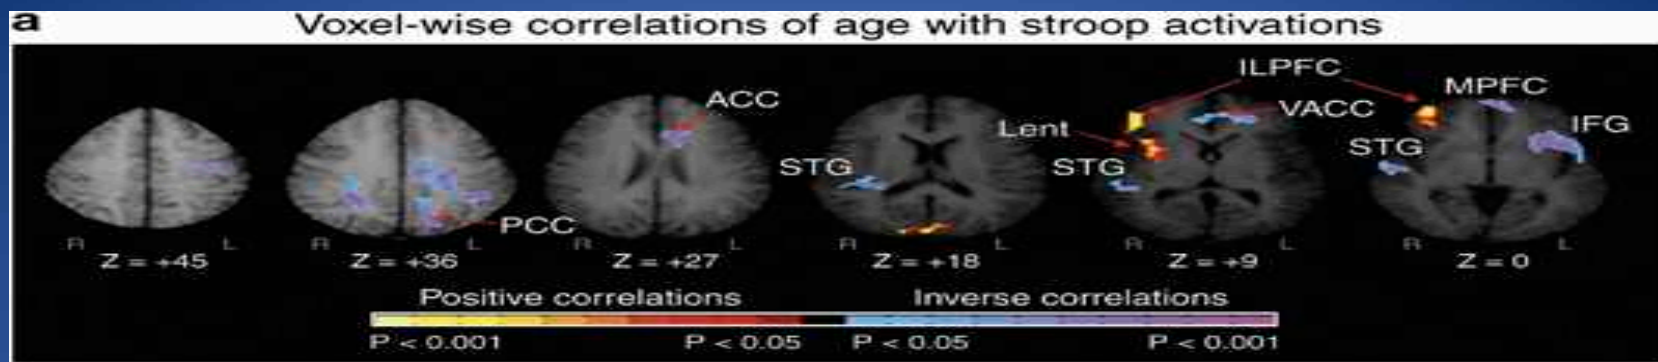 a
Voxel-wise correlations of age with stroop activations
ILPFC
MPFC
ACC
VACC
Lent
IFG
STG
STG
STG
PCC
R L
R L
R L
R L
R L
R L
Z = +45
Z = +36
Z = +27
Z = +18
Z = +9
Z = 0
Positive correlations
Inverse correlations
P < 0.001
P < 0.05
P < 0.05
P < 0.001